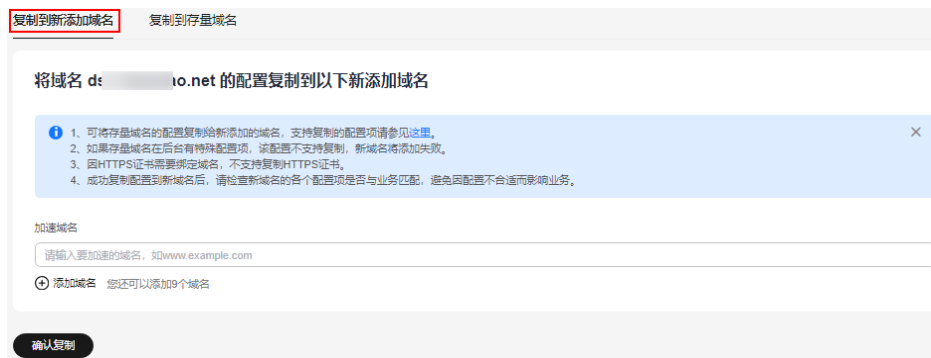 复制到新添加域名 复制到存量域名
将域名 ds ao.net 的配置复制到以下新添加域名
1、可将存量域名的配置复制给新添加的域名，支持复制的配置项请参见这里。
2、如果存量域名在后台有特殊配置项，该配置不支持复制，新域名将添加失败。
3、因HTTPS证书需要绑定域名，不支持复制HTTPS证书。
4、成功复制配置到新域名后，请检查新域名的各个配置项是否与业务匹配，避免因配置不合适而影响业务。
加速域名
请输入要加速的域名，如www.example.com
添加域名 您还可以添加9个域名
确认复制